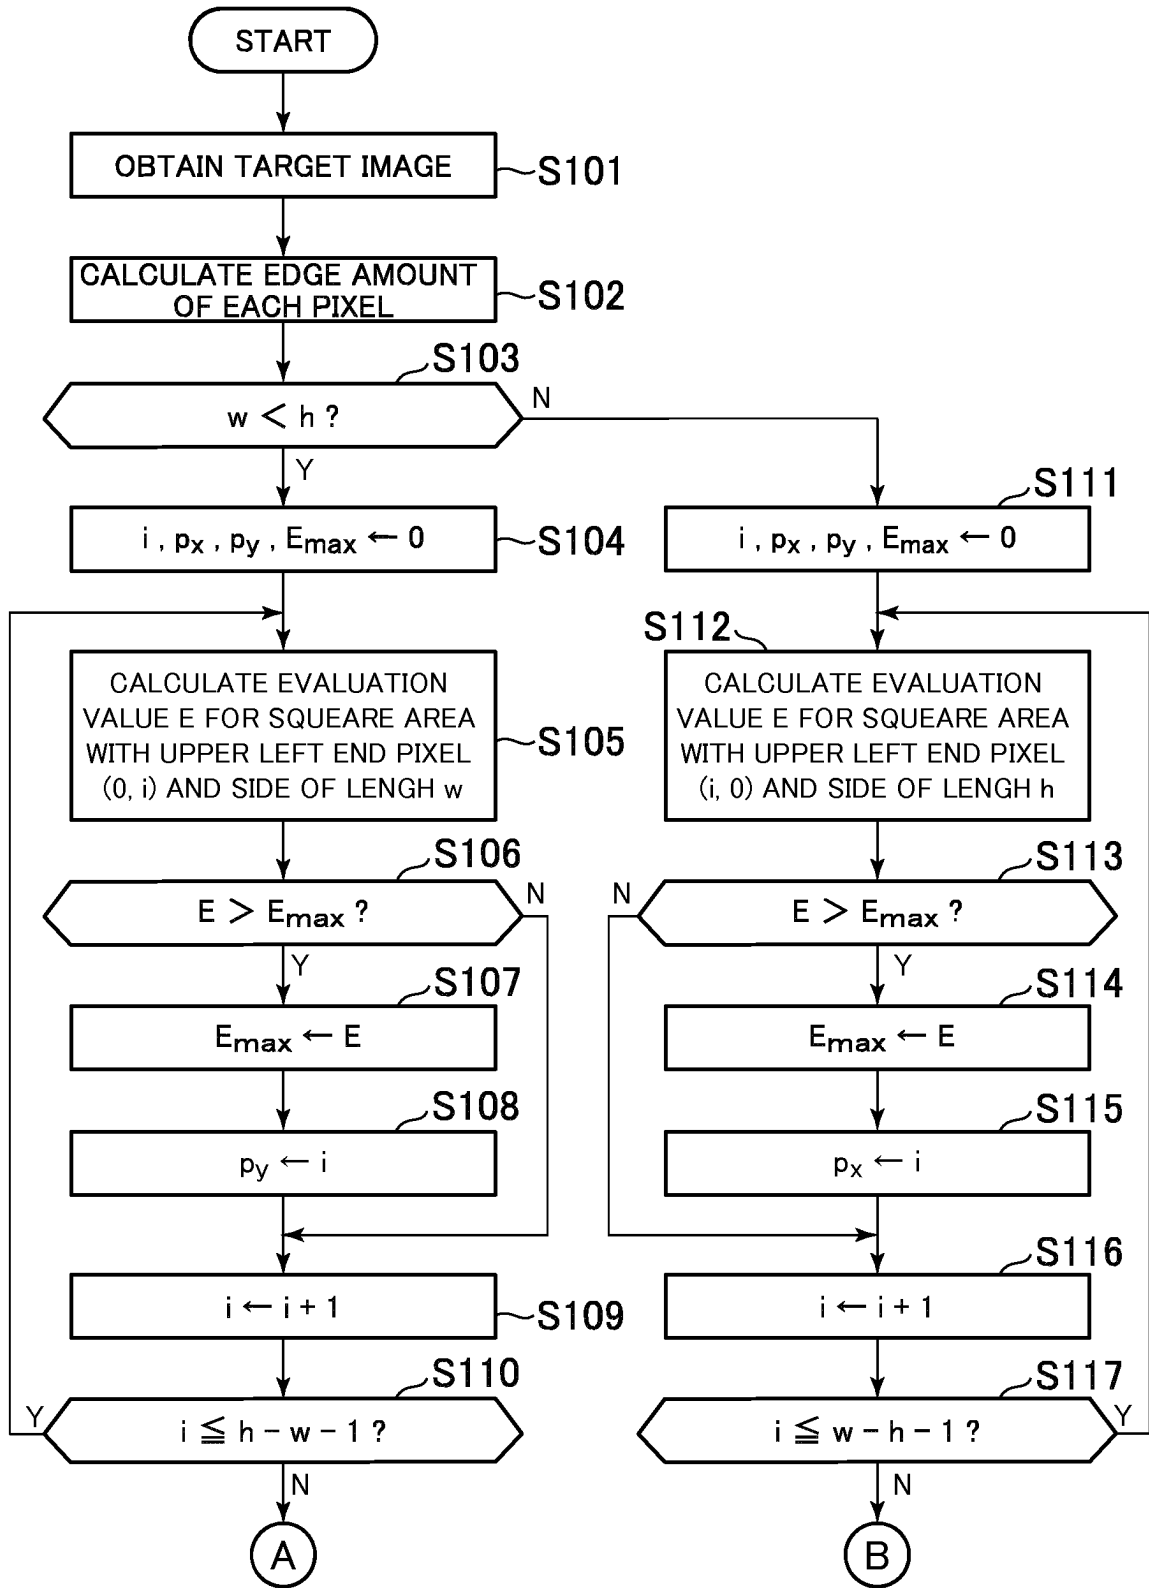 START
OBTAIN TARGET IMAGE
S101
CALCULATE EDGE AMOUNT
OF EACH PIXEL
S102
S103
w < h ?
N
Y
i , px , py , Emax ← 0
S104
S111
i , px , py , Emax ← 0
CALCULATE EVALUATION
VALUE E FOR SQUEARE AREA
WITH UPPER LEFT END PIXEL
(0, i) AND SIDE OF LENGH w
S105
S112
CALCULATE EVALUATION
VALUE E FOR SQUEARE AREA
WITH UPPER LEFT END PIXEL
(i, 0) AND SIDE OF LENGH h
S106
E > Emax ?
N
Y
S113
N
E > Emax ?
Y
S107
Emax ← E
S114
Emax ← E
S108
py ← i
S115
px ← i
i ← i + 1
S109
S116
i ← i + 1
S110
Y
i ≦ h - w - 1 ?
N
S117
i ≦ w - h - 1 ?
Y
N
A
B